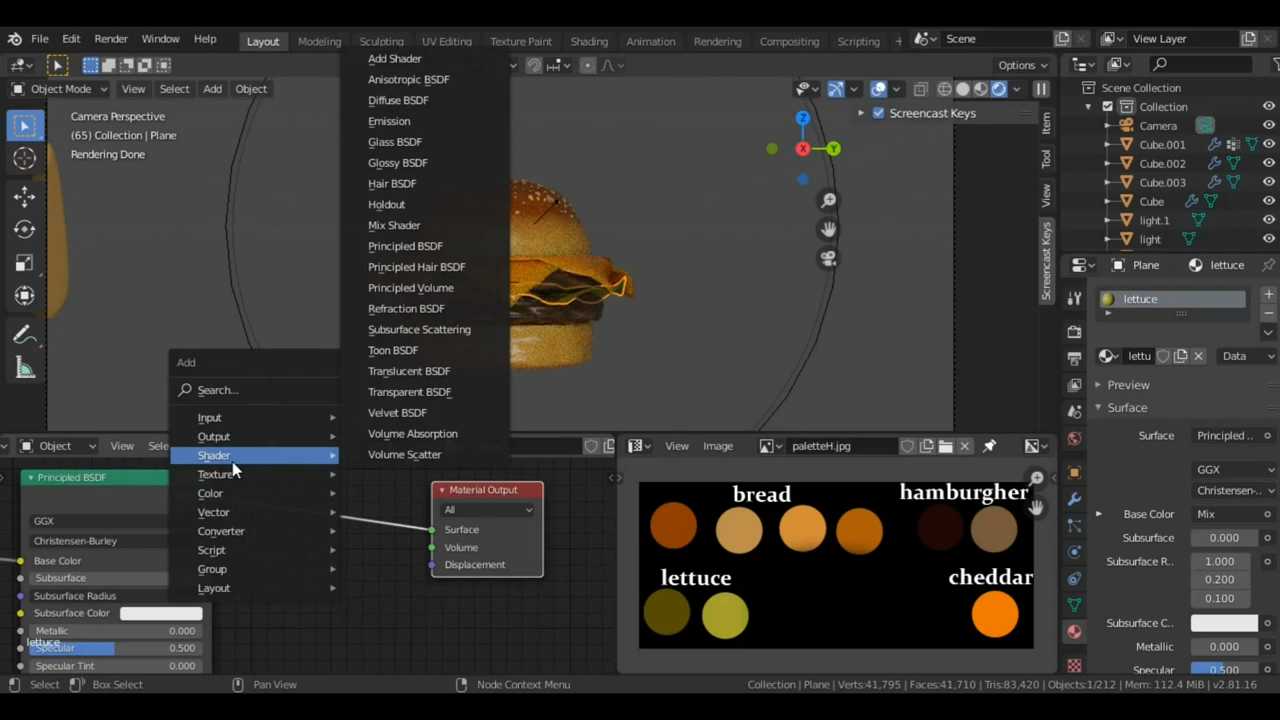 File Edit Render Window Help
Layout Modeling Sculpting UV Editing Texture Paint Shading Animation Rendering Compositing Scripting
Scene
View Layer
Options
Object Mode View Select Add Object
Camera Perspective
(65) Collection | Plane
Rendering Done
Screencast Keys
Z
X
Y
Item
Tool
View
Screencast Keys
Scene Collection
Collection
Camera
Cube.001
Cube.002
Cube.003
Cube
light.1
light
Plane lettuce
lettuce
lettu Data
Preview
Surface
Surface Principled ..
GGX
Christensen-..
Base Color Mix
Subsurface 0.000
Subsurface R.. 1.000
0.200
0.100
Subsurface C..
Metallic 0.000
Specular 0.500
Add Shader
Anisotropic BSDF
Diffuse BSDF
Emission
Glass BSDF
Glossy BSDF
Hair BSDF
Holdout
Mix Shader
Principled BSDF
Principled Hair BSDF
Principled Volume
Refraction BSDF
Subsurface Scattering
Toon BSDF
Translucent BSDF
Transparent BSDF
Velvet BSDF
Volume Absorption
Volume Scatter
Add
Search...
Input
Output
Shader
Texture
Color
Vector
Converter
Script
Group
Layout
Object View Sele
Principled BSDF
GGX
Christensen-Burley
Base Color
Subsurface
Subsurface Radius
Subsurface Color
Metallic 0.000
Specular 0.500
Specular Tint 0.000
lettuce
Material Output
All
Surface
Volume
Displacement
View Image paletteH.jpg
bread
hamburgher
lettuce
cheddar
Select Box Select Pan View Node Context Menu
Collection | Plane | Verts:41,795 | Faces:41,710 | Tris:83,420 | Objects:1/212 | Mem: 112.4 MiB | v2.81.16